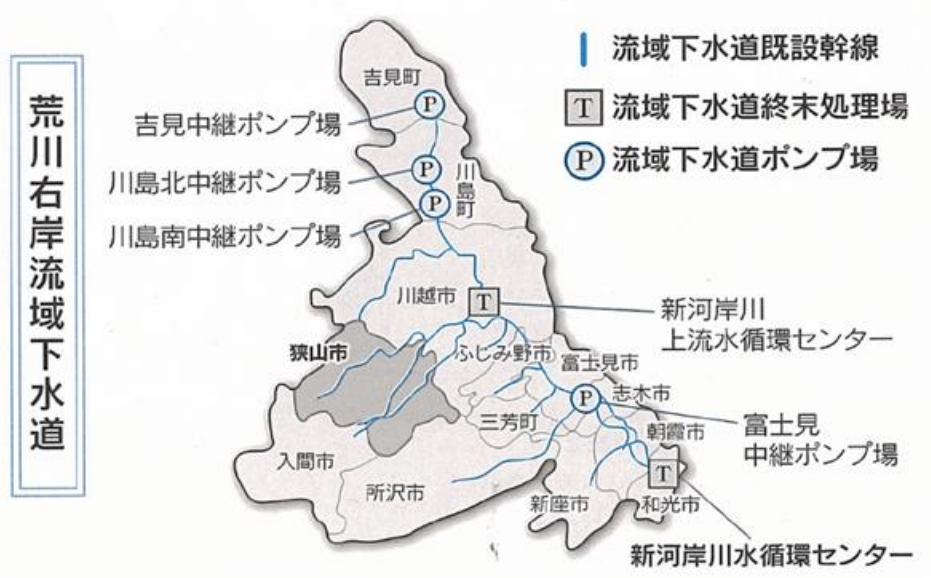 荒川右岸流域下水道
流域下水道既設幹線
T 流域下水道終末処理場
P 流域下水道ポンプ場
吉見町
P
吉見中継ポンプ場
川島北中継ポンプ場
P
川島町
P
川島南中継ポンプ場
川越市
T
新河岸川
上流水循環センター
狭山市
ふじみ野市
富士見市
P
志木市
三芳町
朝霞市
富士見
中継ポンプ場
入間市
T
所沢市
新座市
和光市
新河岸川水循環センター